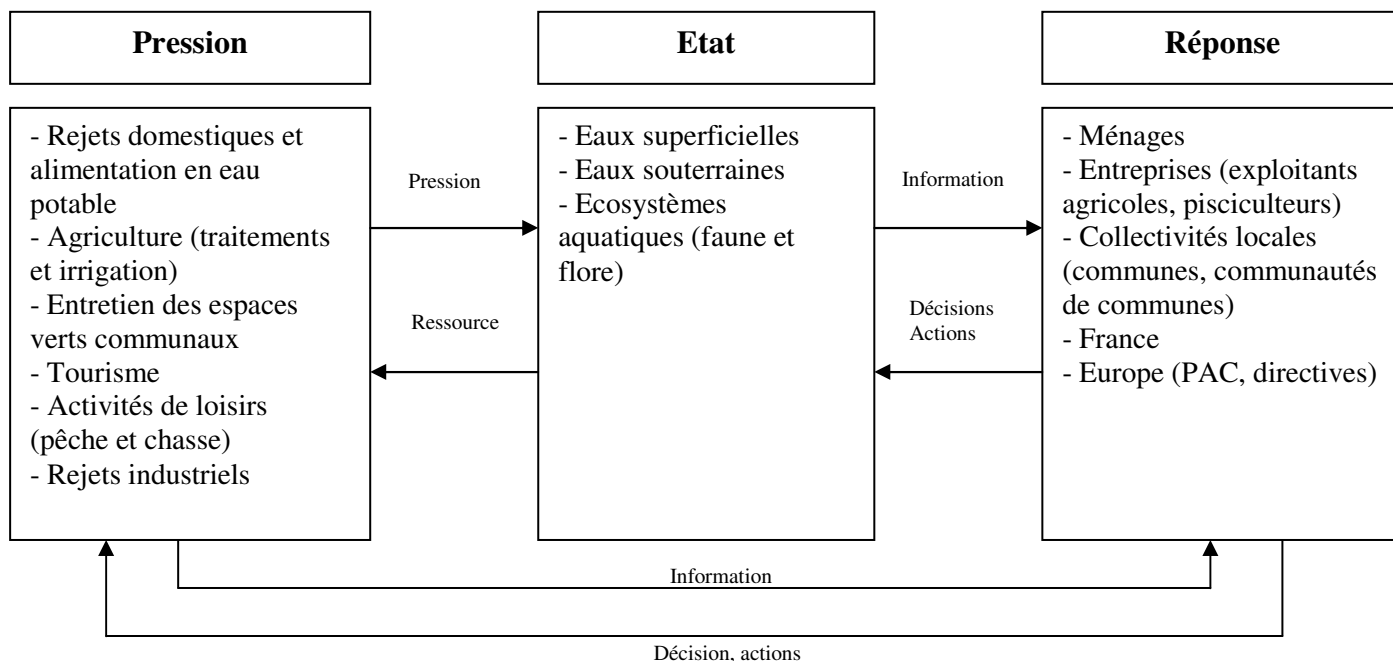 Pression
Etat
Réponse
- Rejets domestiques et
alimentation en eau
potable
- Agriculture (traitements
et irrigation)
- Entretien des espaces
verts communaux
- Tourisme
- Activités de loisirs
(pêche et chasse)
- Rejets industriels
Pression
Ressource
- Eaux superficielles
- Eaux souterraines
- Ecosystèmes
aquatiques (faune et
flore)
Information
Décisions
Actions
- Ménages
- Entreprises (exploitants
agricoles, pisciculteurs)
- Collectivités locales
(communes, communautés
de communes)
- France
- Europe (PAC, directives)
Information
Décision, actions